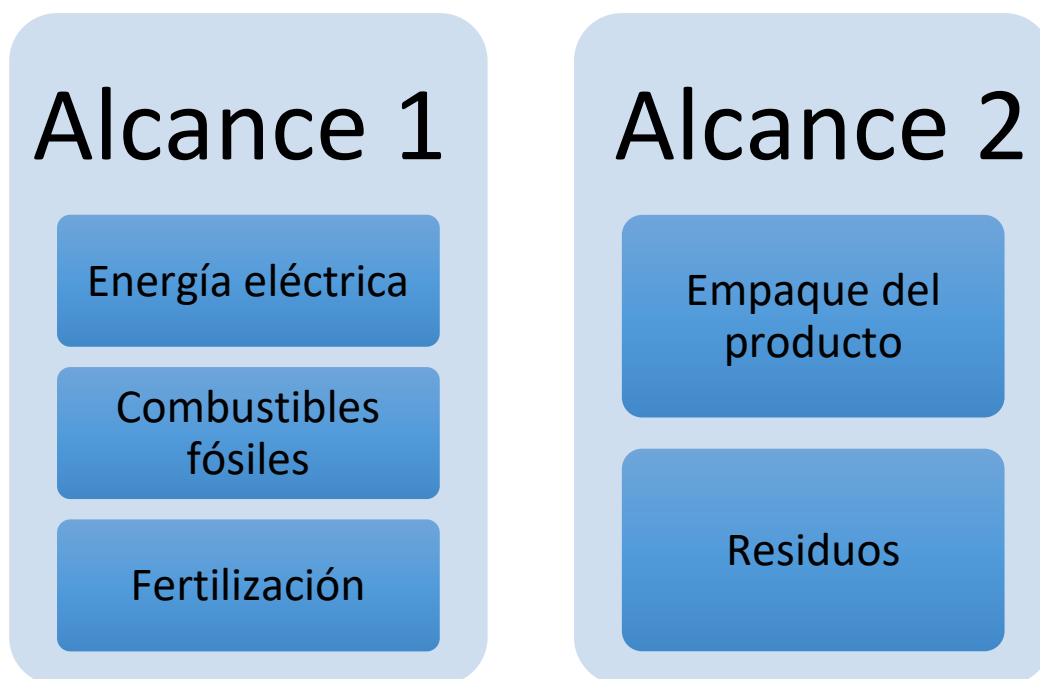 Alcance 1
Energía eléctrica
Combustibles
fósiles
Fertilización
Alcance 2
Empaque del
producto
Residuos